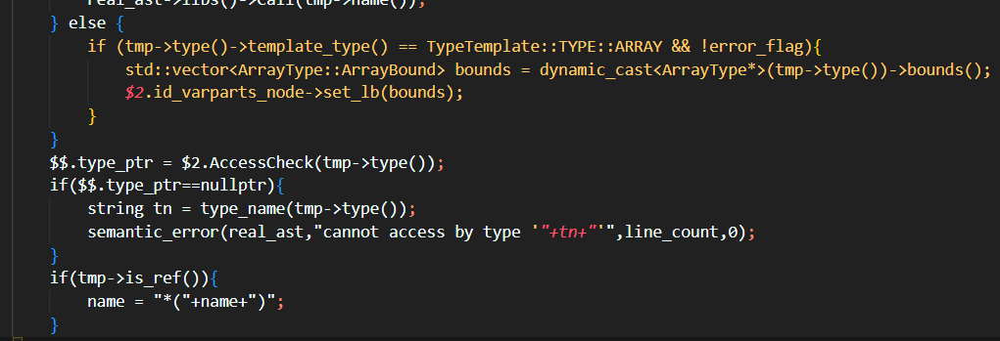 real_ast->libs()->Call(tmp->name());
} else {
if (tmp->type()->template_type() == TypeTemplate::TYPE::ARRAY && !error_flag){
std::vector<ArrayType::ArrayBound> bounds = dynamic_cast<ArrayType*>(tmp->type())->bounds();
$2.id_varparts_node->set_lb(bounds);
}
}
$$.type_ptr = $2.AccessCheck(tmp->type());
if($$.type_ptr==nullptr){
string tn = type_name(tmp->type());
semantic_error(real_ast,"cannot access by type '"+tn+"'",line_count,0);
}
if(tmp->is_ref()){
name = "*("+name+")";
}